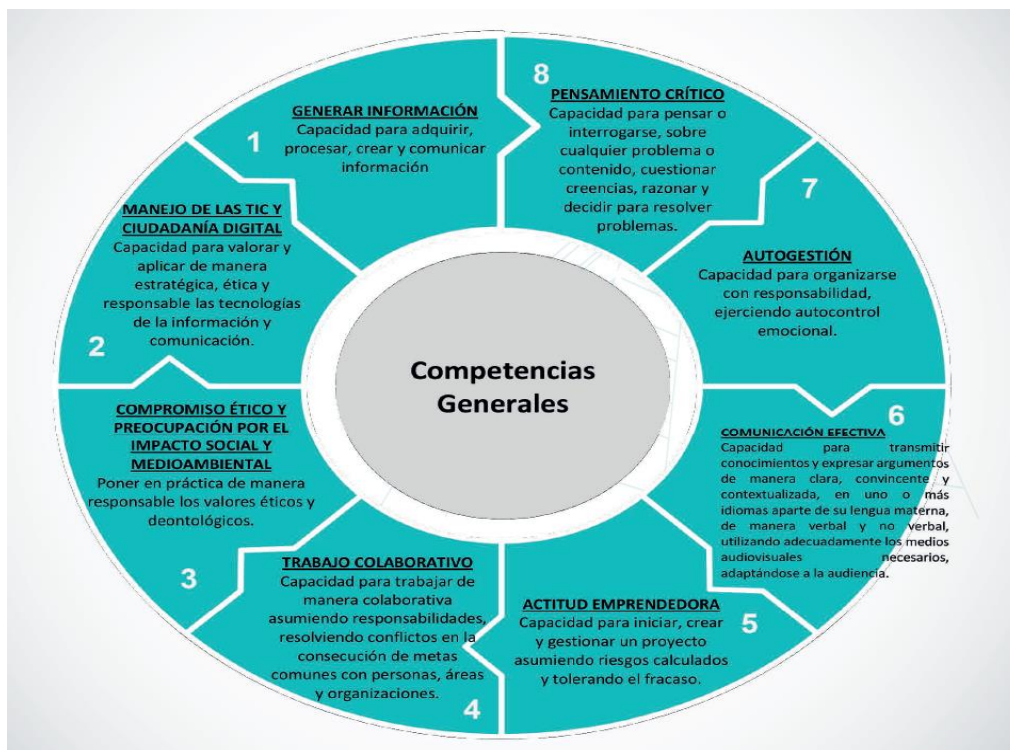 Competencias
Generales
1
GENERAR INFORMACIÓN
Capacidad para adquirir,
procesar, crear y comunicar
información
2
MANEJO DE LAS TIC Y
CIUDADANÍA DIGITAL
Capacidad para valorar y
aplicar de manera
estratégica, ética y
responsable las tecnologías
de la información y
comunicación.
3
COMPROMISO ÉTICO Y
PREOCUPACIÓN POR EL
IMPACTO SOCIAL Y
MEDIOAMBIENTAL
Poner en práctica de manera
responsable los valores éticos y
deontológicos.
4
TRABAJO COLABORATIVO
Capacidad para trabajar de
manera colaborativa
asumiendo responsabilidades,
resolviendo conflictos en la
consecución de metas
comunes con personas, áreas
y organizaciones.
5
ACTITUD EMPRENDEDORA
Capacidad para iniciar, crear
y gestionar un proyecto
asumiendo riesgos calculados
y tolerando el fracaso.
6
COMUNICACIÓN EFECTIVA
Capacidad para transmitir
conocimientos y expresar argumentos
de manera clara, convincente y
contextualizada, en uno o más
idiomas aparte de su lengua materna,
de manera verbal y no verbal,
utilizando adecuadamente los medios
audiovisuales necesarios,
adaptándose a la audiencia.
7
AUTOGESTIÓN
Capacidad para organizarse
con responsabilidad,
ejerciendo autocontrol
emocional.
8
PENSAMIENTO CRÍTICO
Capacidad para pensar o
interrogarse, sobre
cualquier problema o
contenido, cuestionar
creencias, razonar y
decidir para resolver
problemas.